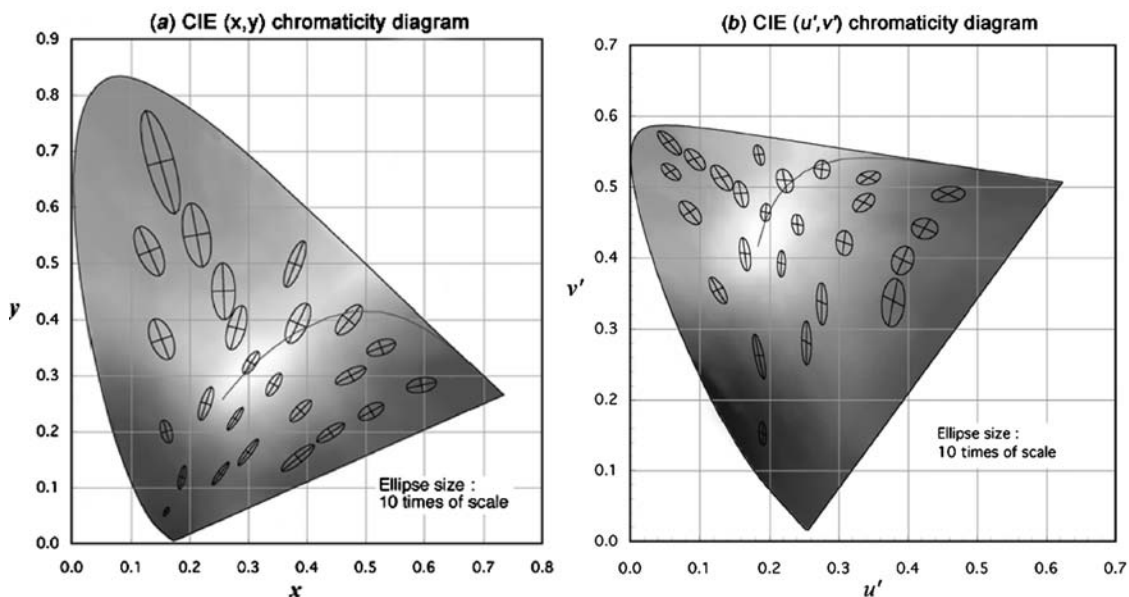 (a) CIE (x,y) chromaticity diagram
0.9
0.8
0.7
0.6
0.5
0.4
0.3
0.2
0.1
0.0
y
Ellipse size :
10 times of scale
0.0 0.1 0.2 0.3 0.4 0.5 0.6 0.7 0.8
x
(b) CIE (u',v') chromaticity diagram
0.7
0.6
0.5
0.4
0.3
0.2
0.1
0.0
v'
Ellipse size :
10 times of scale
0.0 0.1 0.2 0.3 0.4 0.5 0.6 0.7
u'